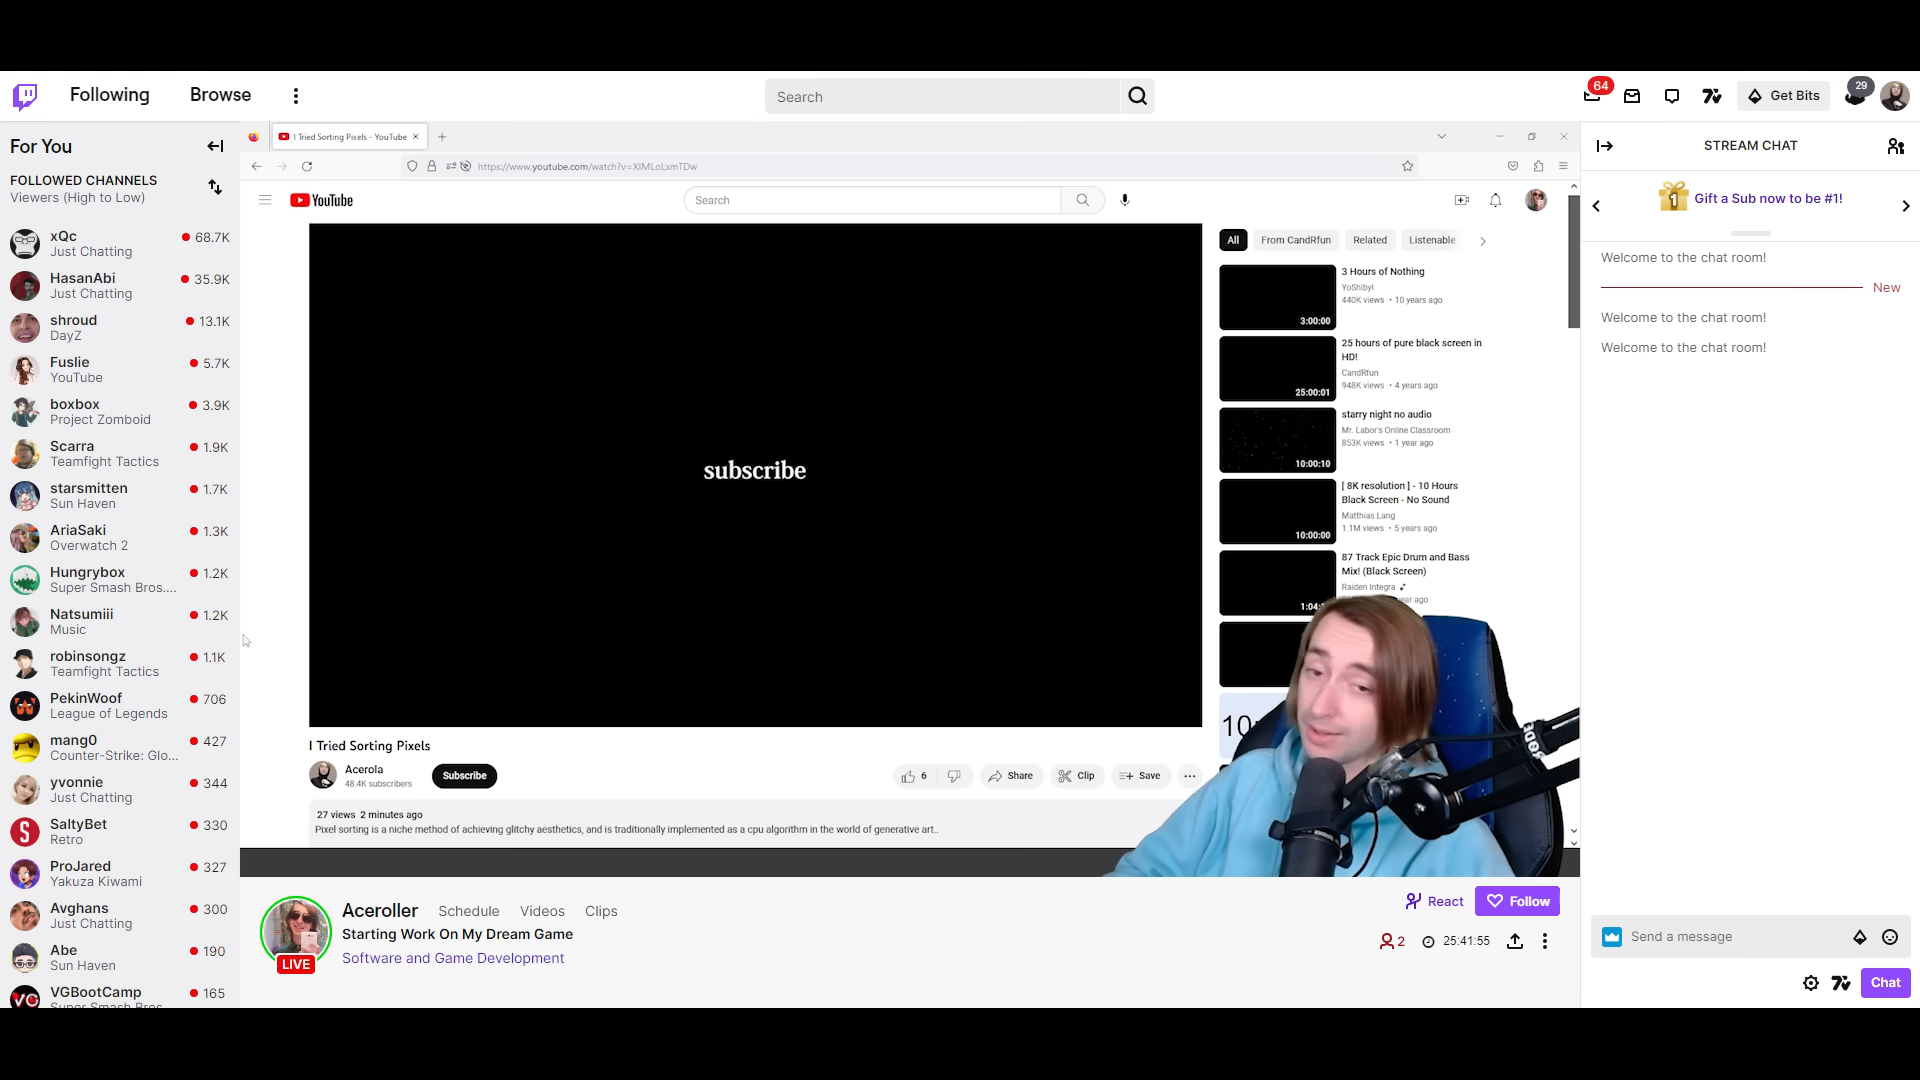 Following
Browse
Search
64
Get Bits
29
For You
FOLLOWED CHANNELS
Viewers (High to Low)
xQc
68.7K
Just Chatting
HasanAbi
35.9K
Just Chatting
shroud
13.1K
DayZ
Fuslie
5.7K
YouTube
boxbox
3.9K
Project Zomboid
Scarra
1.9K
Teamfight Tactics
starsmitten
1.7K
Sun Haven
AriaSaki
1.3K
Overwatch 2
Hungrybox
1.2K
Super Smash Bros....
Natsumiii
1.2K
Music
robinsongz
1.1K
Teamfight Tactics
PekinWoof
706
League of Legends
mang0
427
Counter-Strike: Glo...
yvonnie
344
Just Chatting
SaltyBet
330
Retro
ProJared
327
Yakuza Kiwami
Avghans
300
Just Chatting
Abe
190
Sun Haven
VGBootCamp
165
Super Smash Bros.
I Tried Sorting Pixels - YouTube
https://www.youtube.com/watch?v=XIMLoLxmTDw
YouTube
Search
subscribe
All
From CandRfun
Related
Listenable
3 Hours of Nothing
YoShibyl
440K views • 10 years ago
3:00:00
25 hours of pure black screen in
HD!
CandRfun
948K views • 4 years ago
25:00:01
starry night no audio
Mr. Labor's Online Classroom
853K views • 1 year ago
10:00:10
[ 8K resolution ] - 10 Hours
Black Screen - No Sound
Matthias Lang
1.1M views • 5 years ago
10:00:00
87 Track Epic Drum and Bass
Mix! (Black Screen)
Raiden Integra
ago
1:04:
10
I Tried Sorting Pixels
Acerola
48.4K subscribers
Subscribe
6
Share
Clip
Save
27 views 2 minutes ago
Pixel sorting is a niche method of achieving glitchy aesthetics, and is traditionally implemented as a cpu algorithm in the world of generative art..
RODE
LIVE
Aceroller
Schedule
Videos
Clips
Starting Work On My Dream Game
Software and Game Development
React
Follow
2
25:41:55
STREAM CHAT
1
Gift a Sub now to be #1!
Welcome to the chat room!
New
Welcome to the chat room!
Welcome to the chat room!
Send a message
Chat